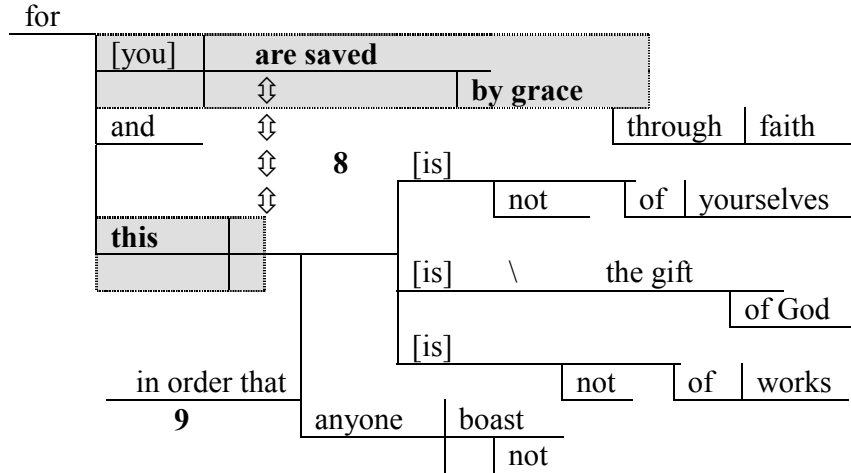 for
[you] are saved
⇕ by grace
and ⇕ through faith
⇕ 8 [is]
⇕ not of yourselves
this
[is] \ the gift
of God
[is]
in order that not of works
9 anyone boast
not